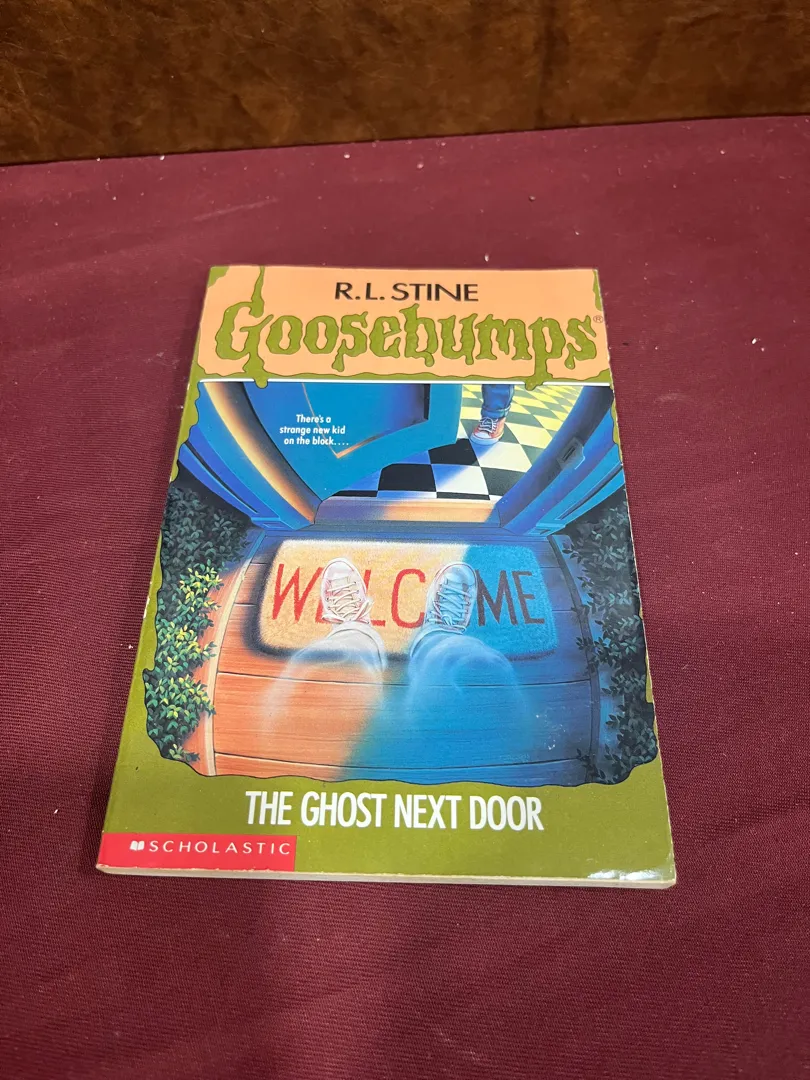 R.L. STINE
Goosebumps®
There's a
strange new kid
on the block....
WELCOME
THE GHOST NEXT DOOR
SCHOLASTIC